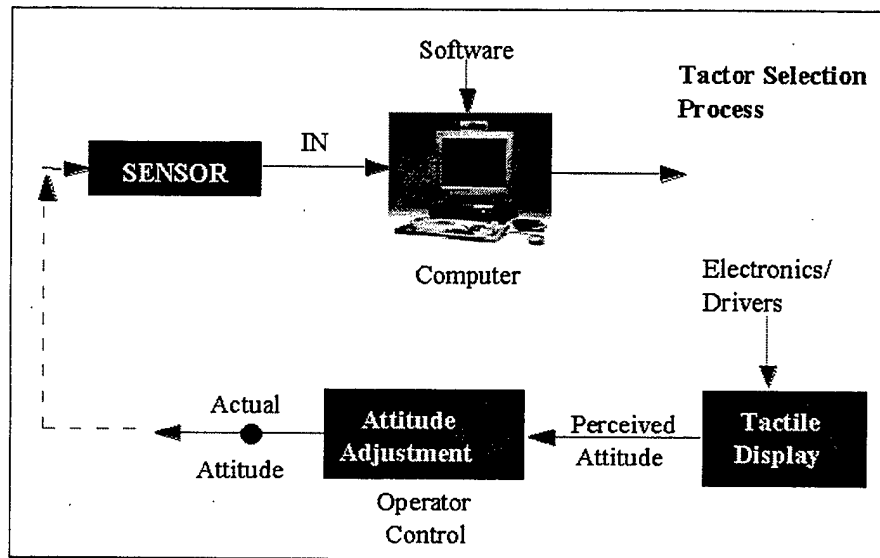 Software
Tactor Selection
Process
IN
SENSOR
Computer
Electronics/
Drivers
Actual
Attitude
Attitude
Adjustment
Perceived
Attitude
Tactile
Display
Operator
Control